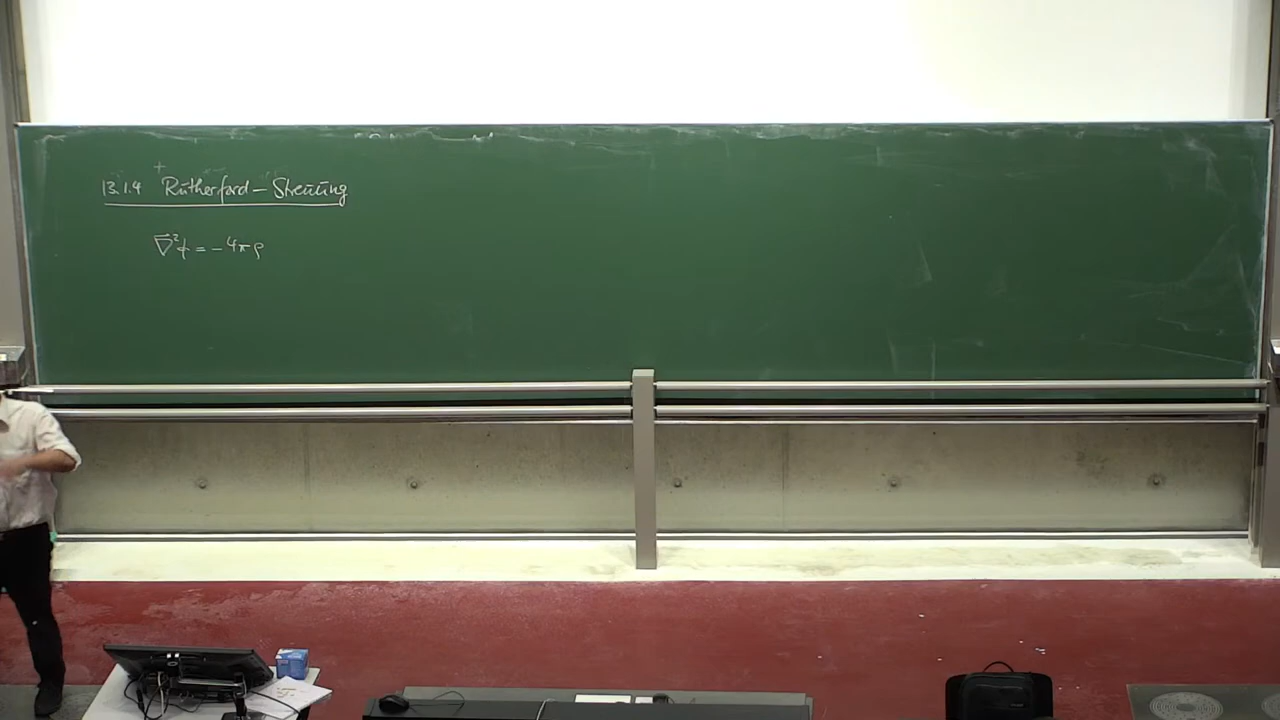 13.1.4 Rutherford-Streuung
∇⃗²ϕ = -4πρ